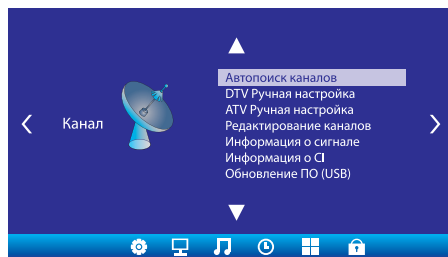 Канал
Автопоиск каналов
DTV Ручная настройка
ATV Ручная настройка
Редактирование каналов
Информация о сигнале
Информация о CI
Обновление ПО (USB)